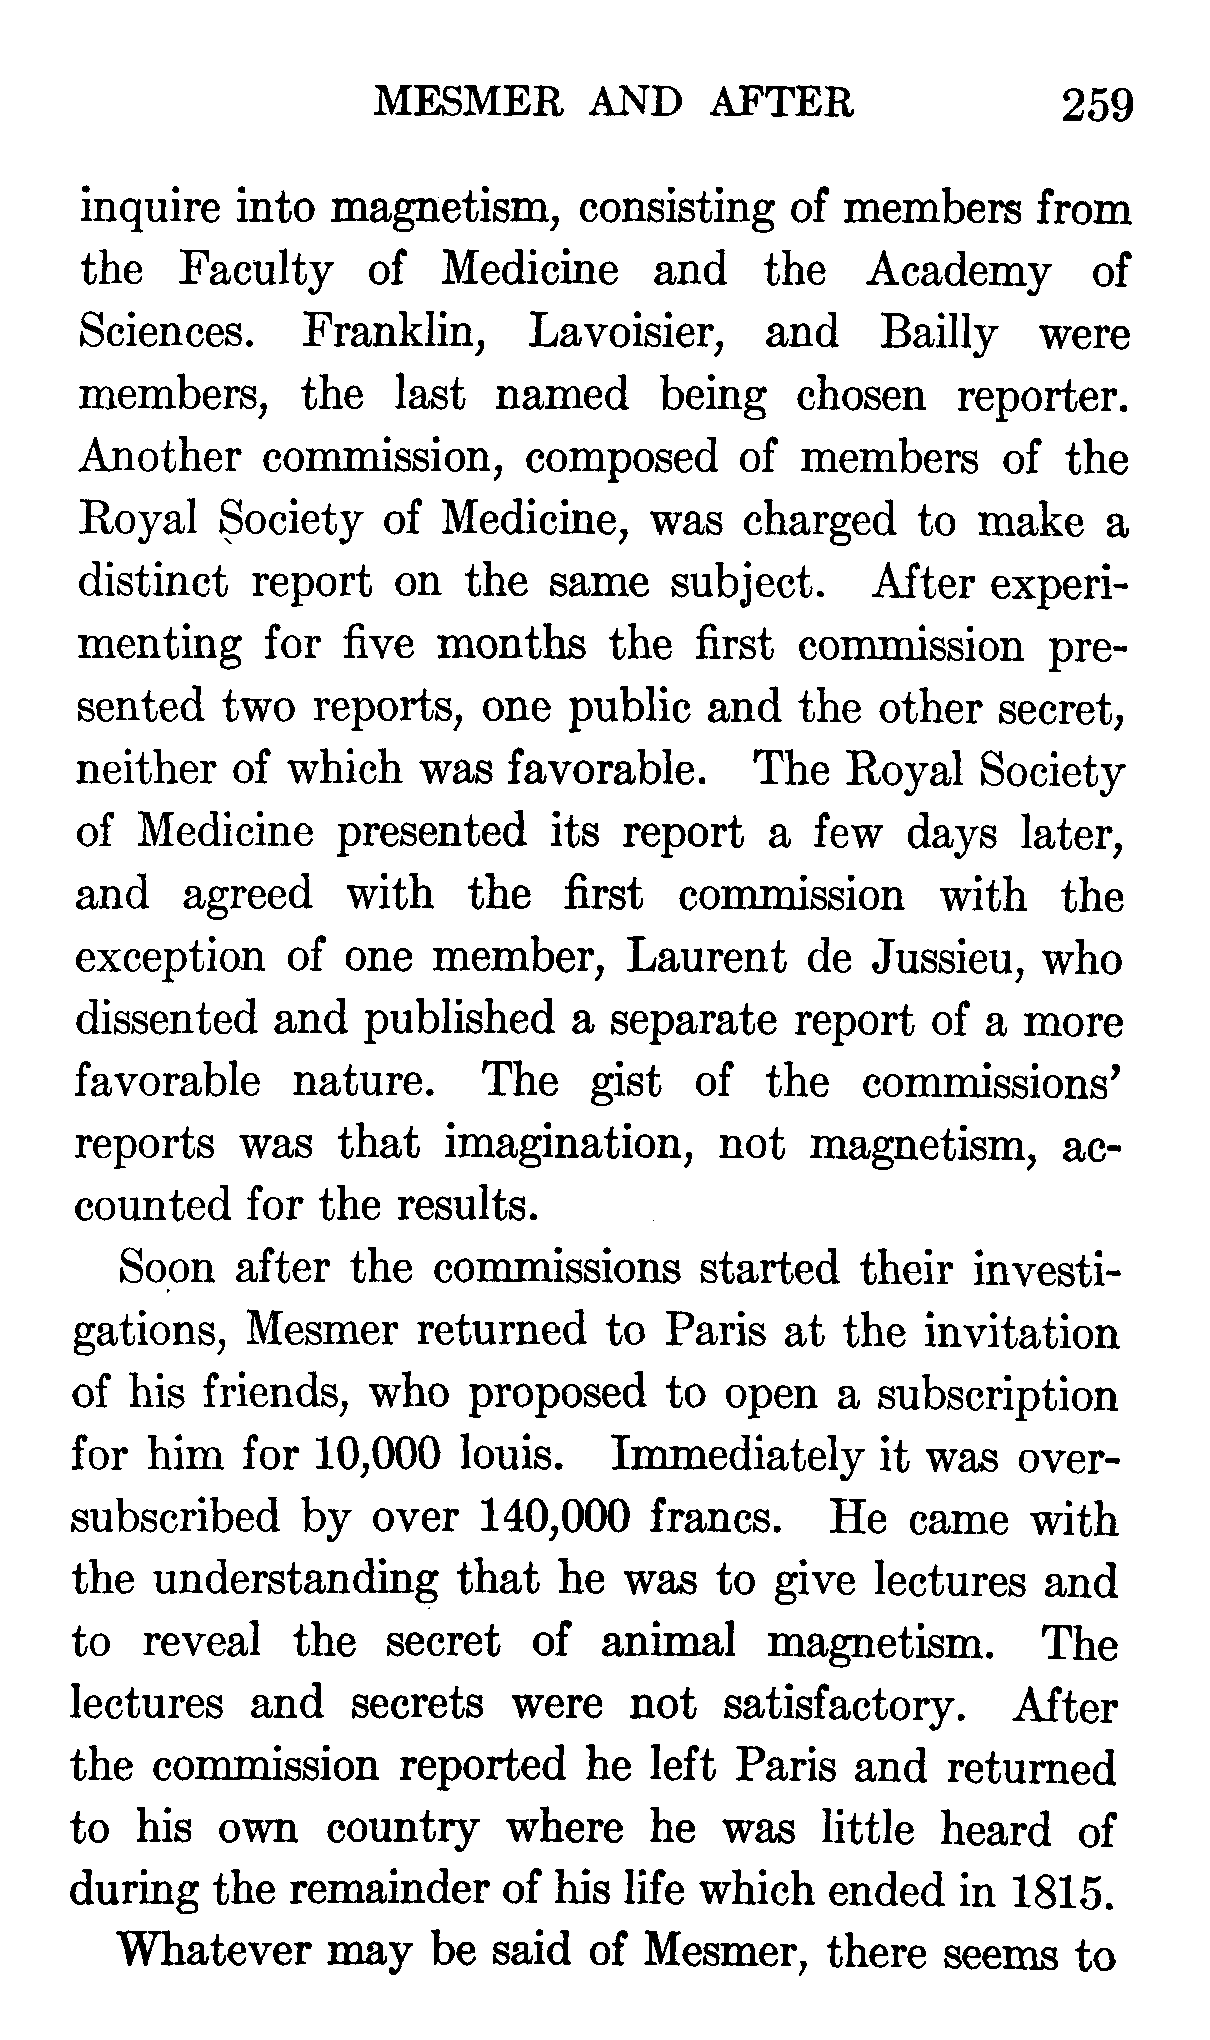 MESMER AND AFTER 259
inquire into magnetism, consisting of members from
the Faculty of Medicine and the Academy of
Sciences. Franklin, Lavoisier, and Bailly were
members, the last named being chosen reporter.
Another commission, composed of members of the
Royal Society of Medicine, was charged to make a
distinct report on the same subject. After experi-
menting for five months the first commission pre-
sented two reports, one public and the other secret,
neither of which was favorable. The Royal Society
of Medicine presented its report a few days later,
and agreed with the first commission with the
exception of one member, Laurent de Jussieu, who
dissented and published a separate report of a more
favorable nature. The gist of the commissions’
reports was that imagination, not magnetism, ac-
counted for the results.
Soon after the commissions started their investi-
gations, Mesmer returned to Paris at the invitation
of his friends, who proposed to open a subscription
for him for 10,000 louis. Immediately it was over-
subscribed by over 140,000 francs. He came with
the understanding that he was to give lectures and
to reveal the secret of animal magnetism. The
lectures and secrets were not satisfactory. After
the commission reported he left Paris and returned
to his own country where he was little heard of
during the remainder of his life which ended in 1815.
Whatever may be said of Mesmer, there seems to